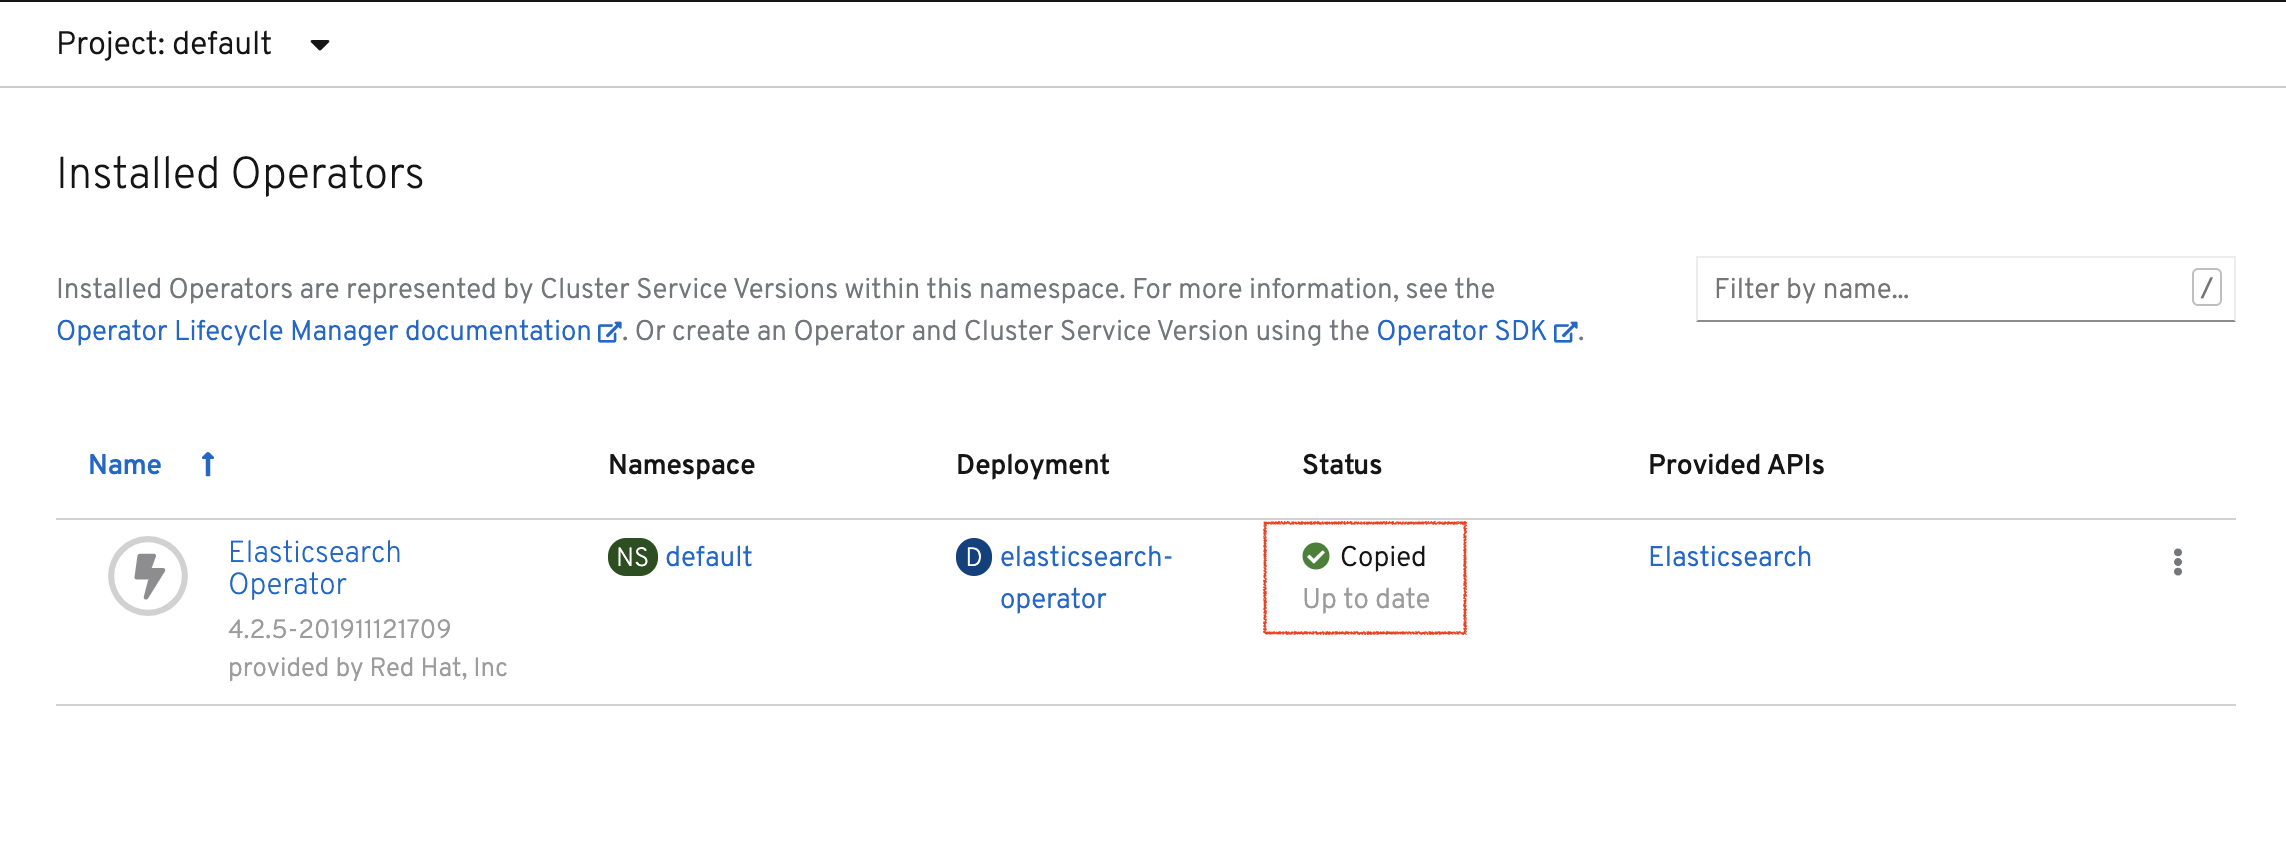 Project: default
Installed Operators
Installed Operators are represented by Cluster Service Versions within this namespace. For more information, see the
Operator Lifecycle Manager documentation. Or create an Operator and Cluster Service Version using the Operator SDK.
Filter by name...
/
Name
Namespace
Deployment
Status
Provided APIs
Elasticsearch
Operator
4.2.5-201911121709
provided by Red Hat, Inc
NS default
D elasticsearch-
operator
Copied
Up to date
Elasticsearch